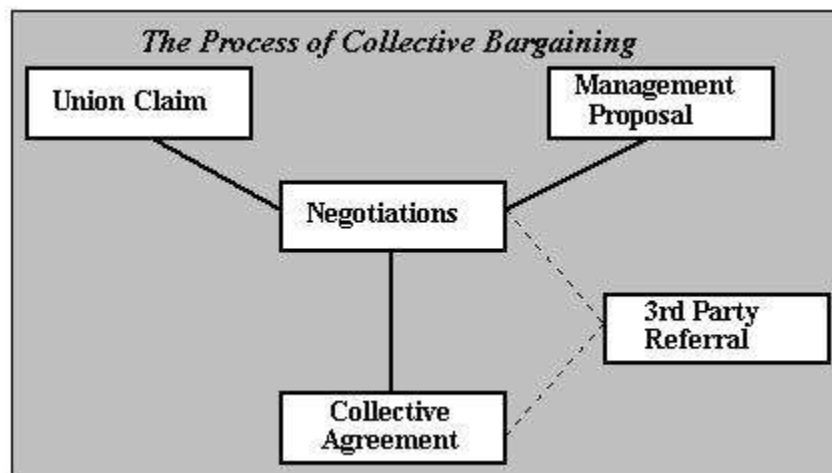 The Process of Collective Bargaining
Union Claim
Management
Proposal
Negotiations
3rd Party
Referral
Collective
Agreement